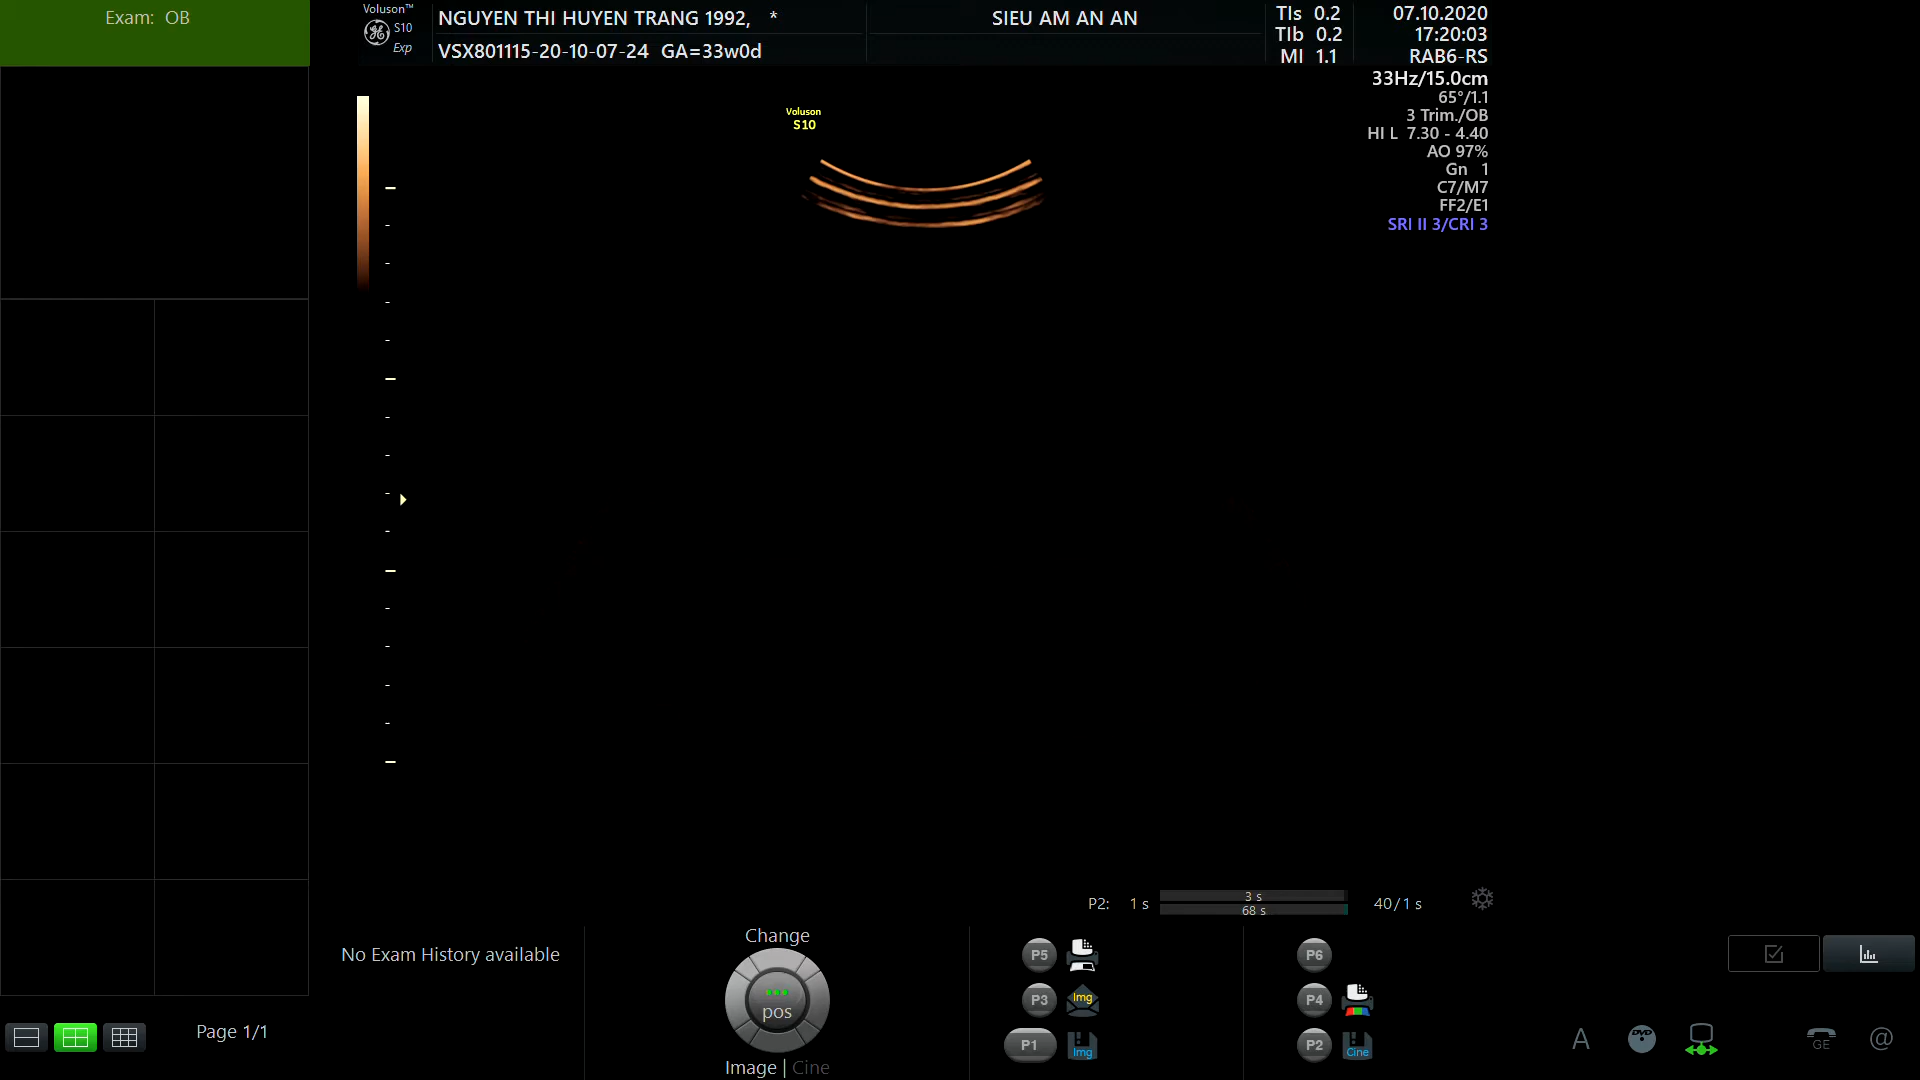 Exam: OB
Voluson™
S10
Exp
NGUYEN THI HUYEN TRANG 1992, *
VSX801115-20-10-07-24 GA=33w0d
SIEU AM AN AN
TIs 0.2
TIb 0.2
MI 1.1
07.10.2020
17:20:03
RAB6-RS
33Hz/15.0cm
65°/1.1
3 Trim./OB
HI L 7.30 - 4.40
AO 97%
Gn 1
C7/M7
FF2/E1
SRI II 3/CRI 3
Voluson
S10
P2: 1 s
3 s
68 s
40/1 s
No Exam History available
Change
pos
Image | Cine
P5
P3 Img
P1 Img
P6
P4
P2 Cine
Page 1/1
A
DVD
GE
@